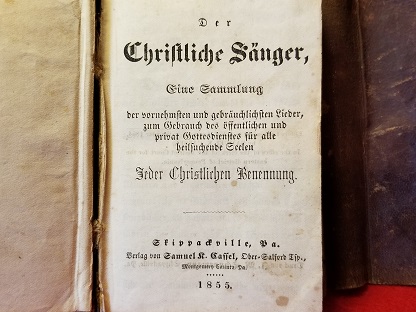 Der
Christliche Sänger,
Eine Sammlung
der vornehmsten und gebräuchlichsten Lieder,
zum Gebrauch des öffentlichen und
privat Gottesdienstes für alle
heilsuchende Seelen
Jeder Christlichen Benennung.
Skippackville, Pa.
Verlag von Samuel K. Cassel, Ober-Salford Tsp.,
Montgomery County, Pa.
1855.